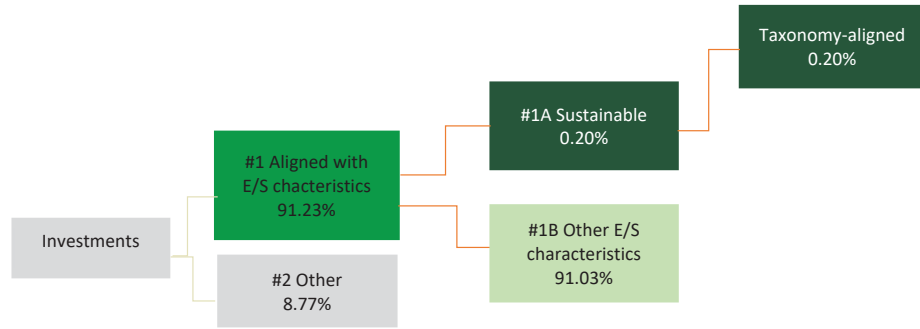 Investments
#1 Aligned with
E/S chacteristics
91.23%
#2 Other
8.77%
#1A Sustainable
0.20%
#1B Other E/S
characteristics
91.03%
Taxonomy-aligned
0.20%